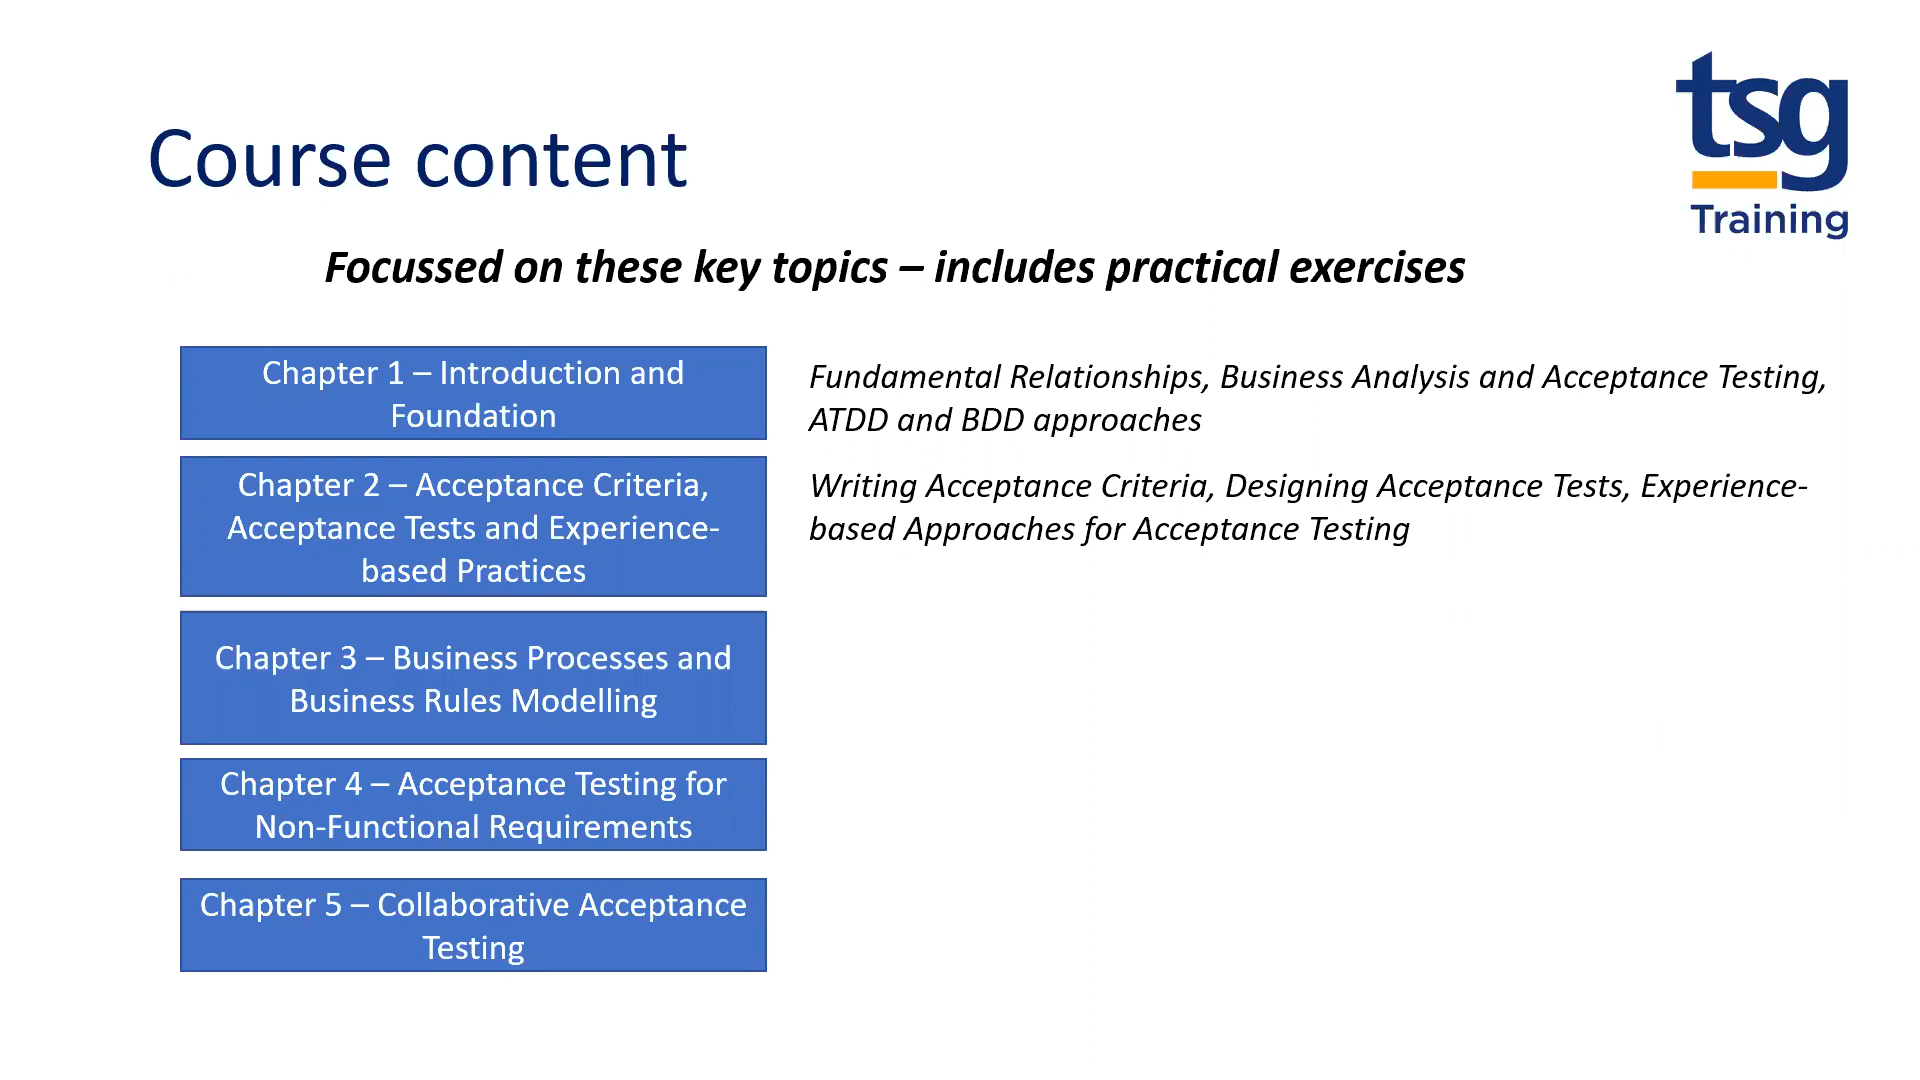 tsg
Training
Course content
Focussed on these key topics – includes practical exercises
Chapter 1 – Introduction and
Foundation
Fundamental Relationships, Business Analysis and Acceptance Testing,
ATDD and BDD approaches
Chapter 2 – Acceptance Criteria,
Acceptance Tests and Experience-
based Practices
Writing Acceptance Criteria, Designing Acceptance Tests, Experience-
based Approaches for Acceptance Testing
Chapter 3 – Business Processes and
Business Rules Modelling
Chapter 4 – Acceptance Testing for
Non-Functional Requirements
Chapter 5 – Collaborative Acceptance
Testing